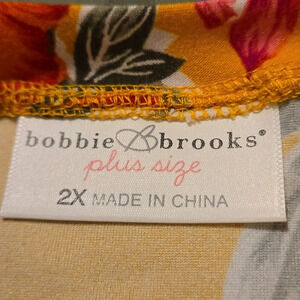 bobbie B brooks®
plus size
2X MADE IN CHINA